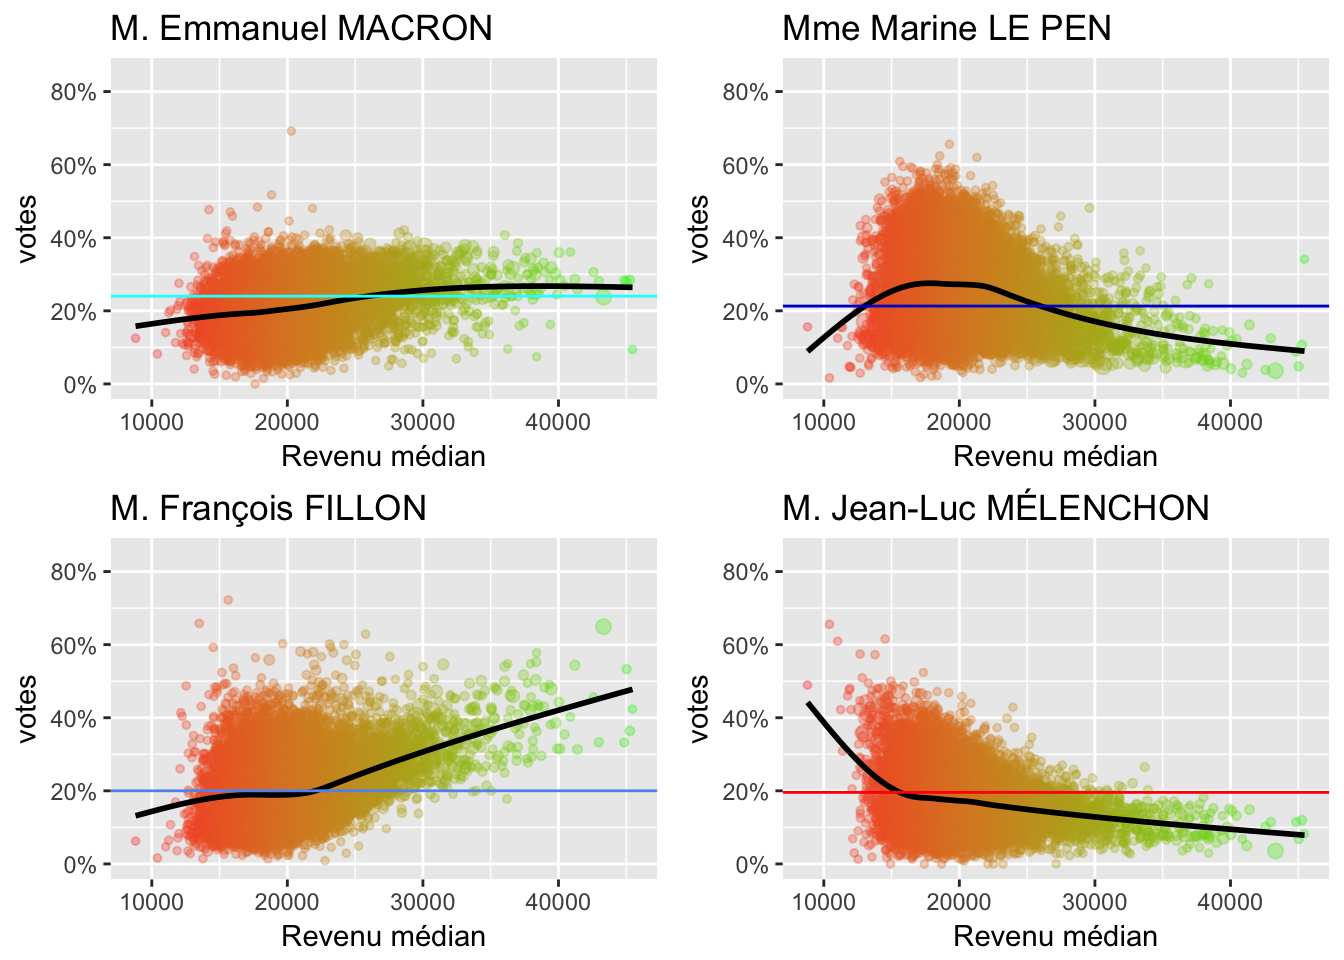 M. Emmanuel MACRON
votes
80%
60%
40%
20%
0%
10000 20000 30000 40000
Revenu médian
Mme Marine LE PEN
votes
80%
60%
40%
20%
0%
10000 20000 30000 40000
Revenu médian
M. François FILLON
votes
80%
60%
40%
20%
0%
10000 20000 30000 40000
Revenu médian
M. Jean-Luc MÉLENCHON
votes
80%
60%
40%
20%
0%
10000 20000 30000 40000
Revenu médian